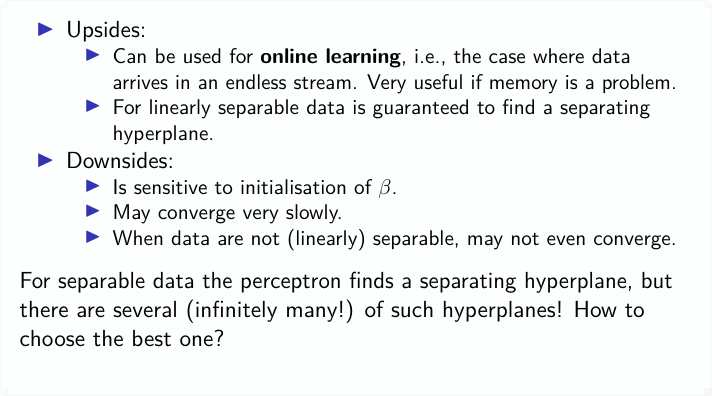 Upsides:
Can be used for online learning, i.e., the case where data
arrives in an endless stream. Very useful if memory is a problem.
For linearly separable data is guaranteed to find a separating
hyperplane.
Downsides:
Is sensitive to initialisation of β.
May converge very slowly.
When data are not (linearly) separable, may not even converge.
For separable data the perceptron finds a separating hyperplane, but
there are several (infinitely many!) of such hyperplanes! How to
choose the best one?